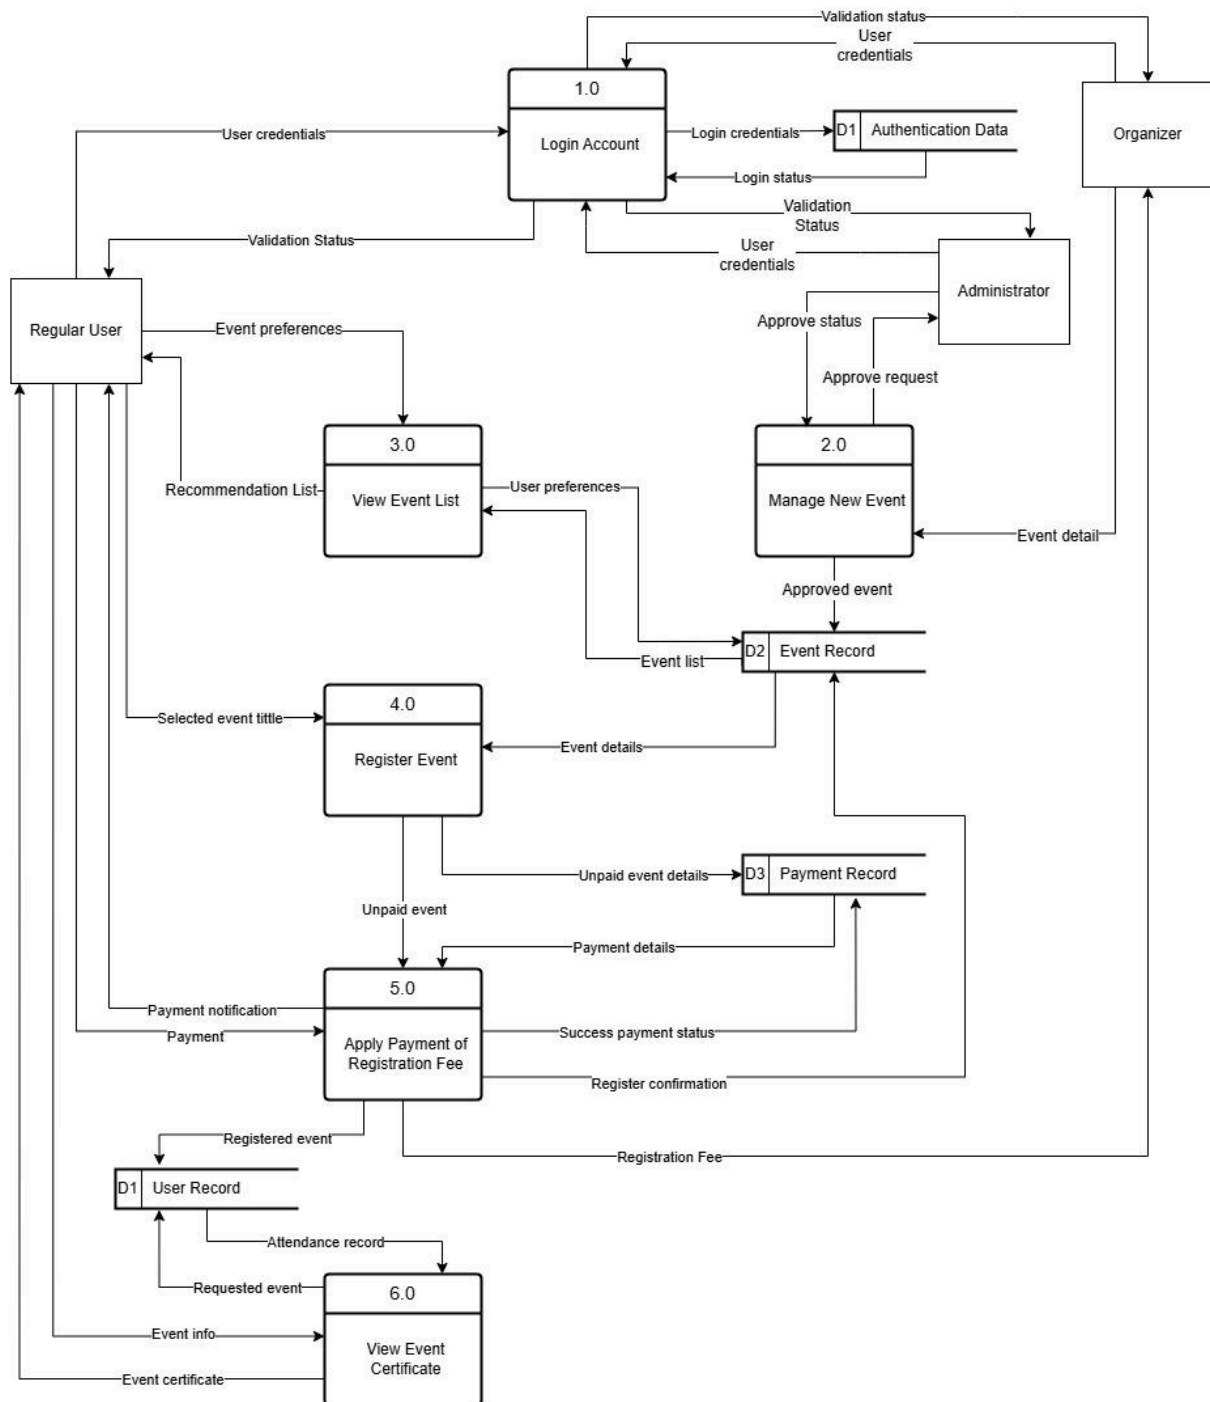 Validation status
User
credentials
1.0
Login Account
User credentials
Login credentials
D1 Authentication Data
Organizer
Login status
Validation
Status
Validation Status
User
credentials
Administrator
Regular User
Event preferences
Approve status
Approve request
3.0
View Event List
2.0
Manage New Event
Recommendation List
User preferences
Event detail
Approved event
D2 Event Record
Event list
4.0
Register Event
Selected event tittle
Event details
Unpaid event details
D3 Payment Record
Unpaid event
Payment details
5.0
Apply Payment of
Registration Fee
Payment notification
Payment
Success payment status
Register confirmation
Registered event
Registration Fee
D1 User Record
Attendance record
Requested event
6.0
View Event
Certificate
Event info
Event certificate